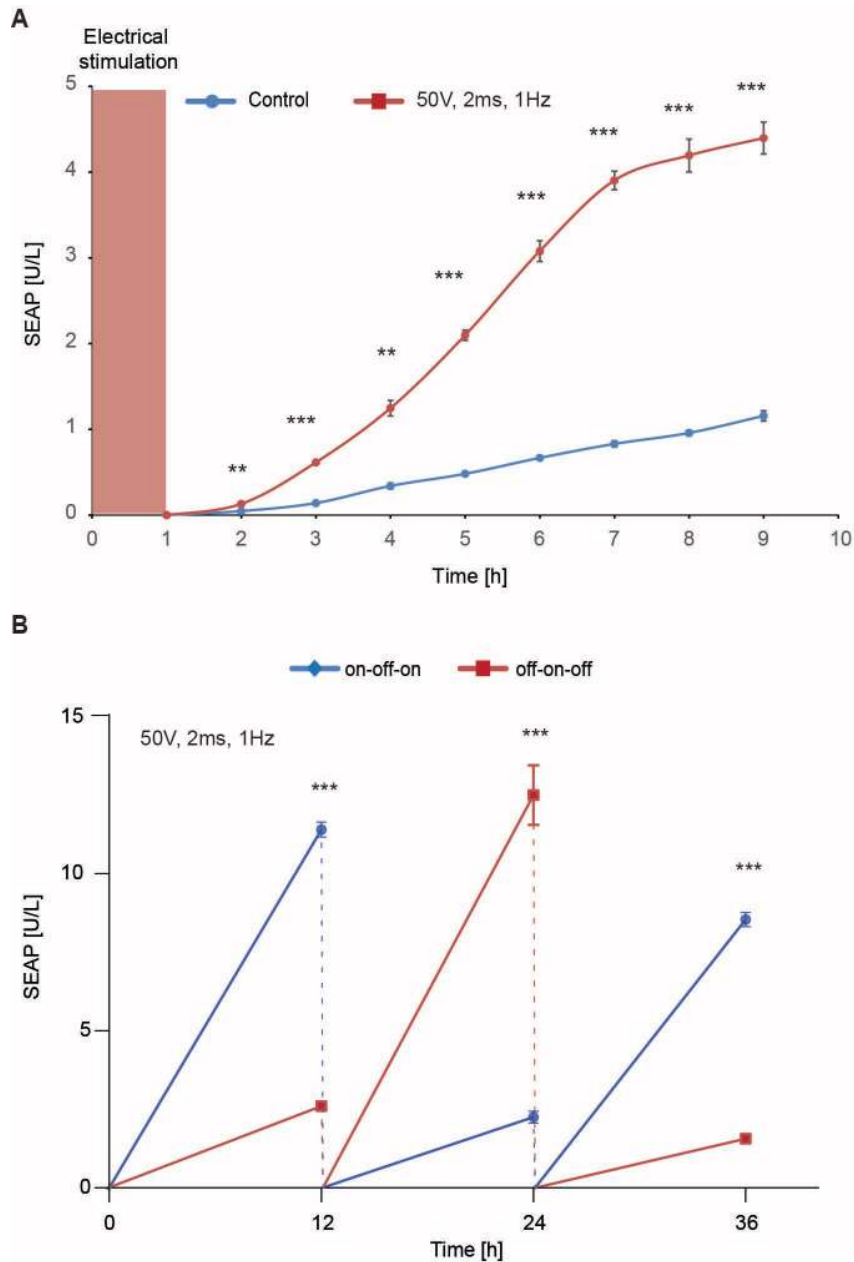 A
Electrical
stimulation
Control
50V, 2ms, 1Hz
5
4
3
2
1
0
SEAP [U/L]
**
***
**
***
***
***
***
***
0 1 2 3 4 5 6 7 8 9 10
Time [h]
B
on-off-on
off-on-off
50V, 2ms, 1Hz
15
10
5
0
SEAP [U/L]
***
***
***
0 12 24 36
Time [h]